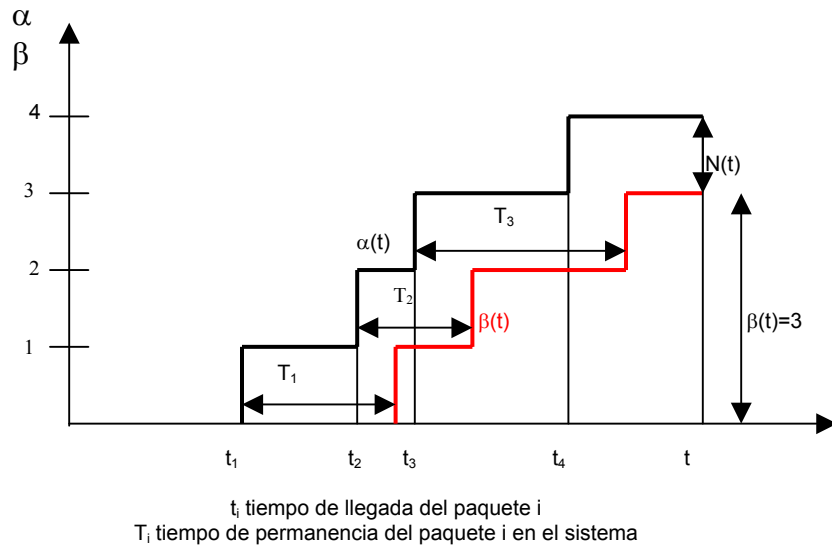 α
β
4
3
2
1
N(t)
T₃
α(t)
T₂
β(t)
β(t)=3
T₁
t₁ t₂ t₃ t₄ t
tᵢ tiempo de llegada del paquete i
Tᵢ tiempo de permanencia del paquete i en el sistema